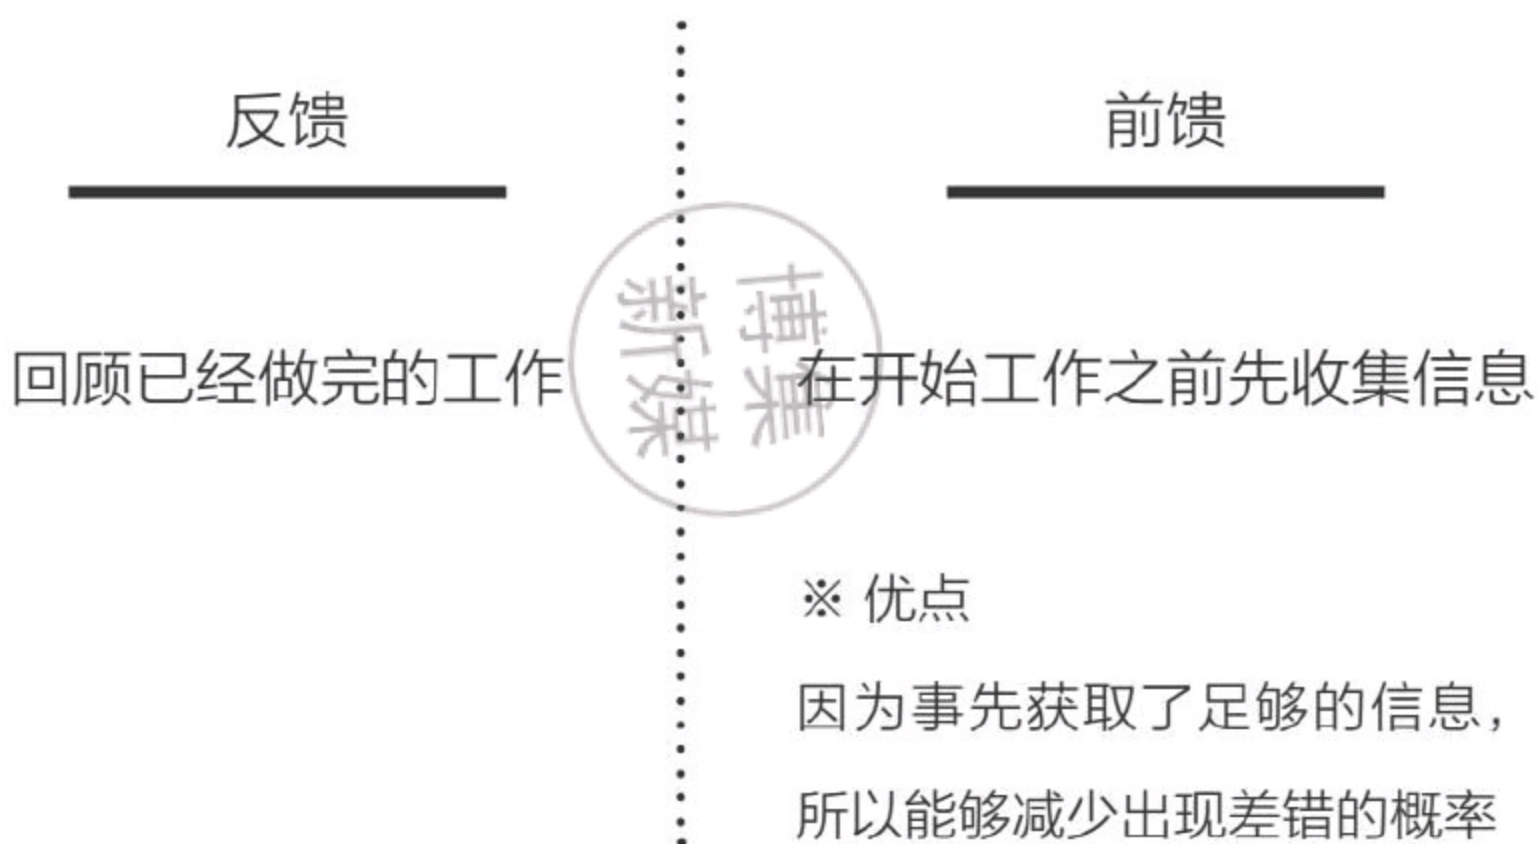 反馈
回顾已经做完的工作
前馈
在开始工作之前先收集信息
※ 优点
因为事先获取了足够的信息，
所以能够减少出现差错的概率
博集
新媒